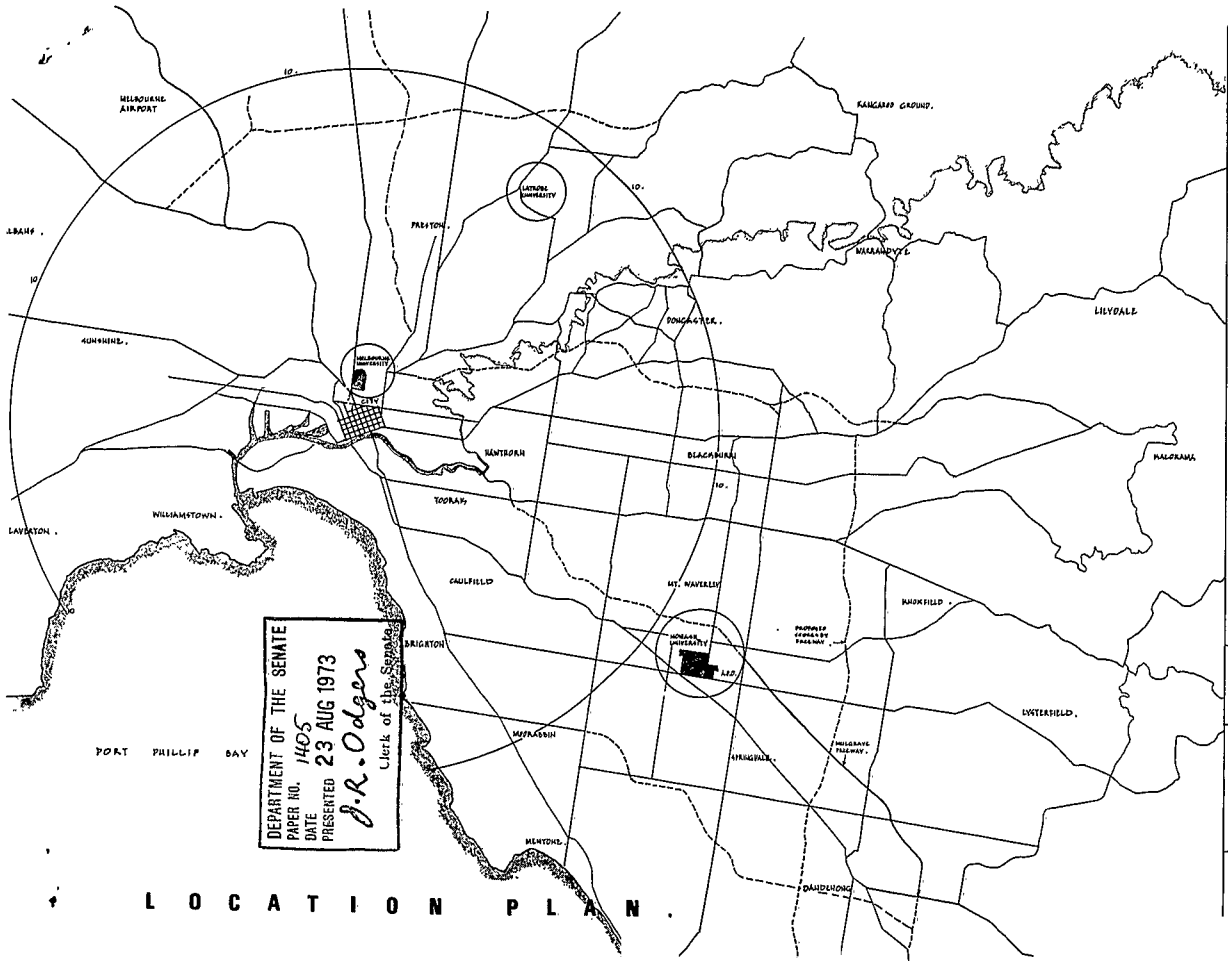 10.
MELBOURNE
AIRPORT
KANGAROO GROUND.
LATROBE
UNIVERSITY
10.
PRESTON.
LBANS.
WARRANDYTE
10
LILYDALE
DONCASTER.
SUNSHINE.
MELBOURNE
UNIVERSITY
CITY
HAWTHORN
BLACKBURN
KALORAMA
10.
TOORAK
WILLIAMSTOWN.
LAVERTON.
CAULFIELD
MT. WAVERLEY
KNOXFIELD.
PROPOSED
SCORESBY
FREEWAY.
MONASH
UNIVERSITY
BRIGHTON
LYSTERFIELD.
MOORABBIN
MULGRAVE
FREEWAY.
SPRINGVALE.
PORT PHILLIP BAY
DEPARTMENT OF THE SENATE
PAPER NO. 1405
DATE
PRESENTED 23 AUG 1973
J.R. Odgers
Clerk of the Senate
MENTONE.
DANDENONG
LOCATION PLAN.